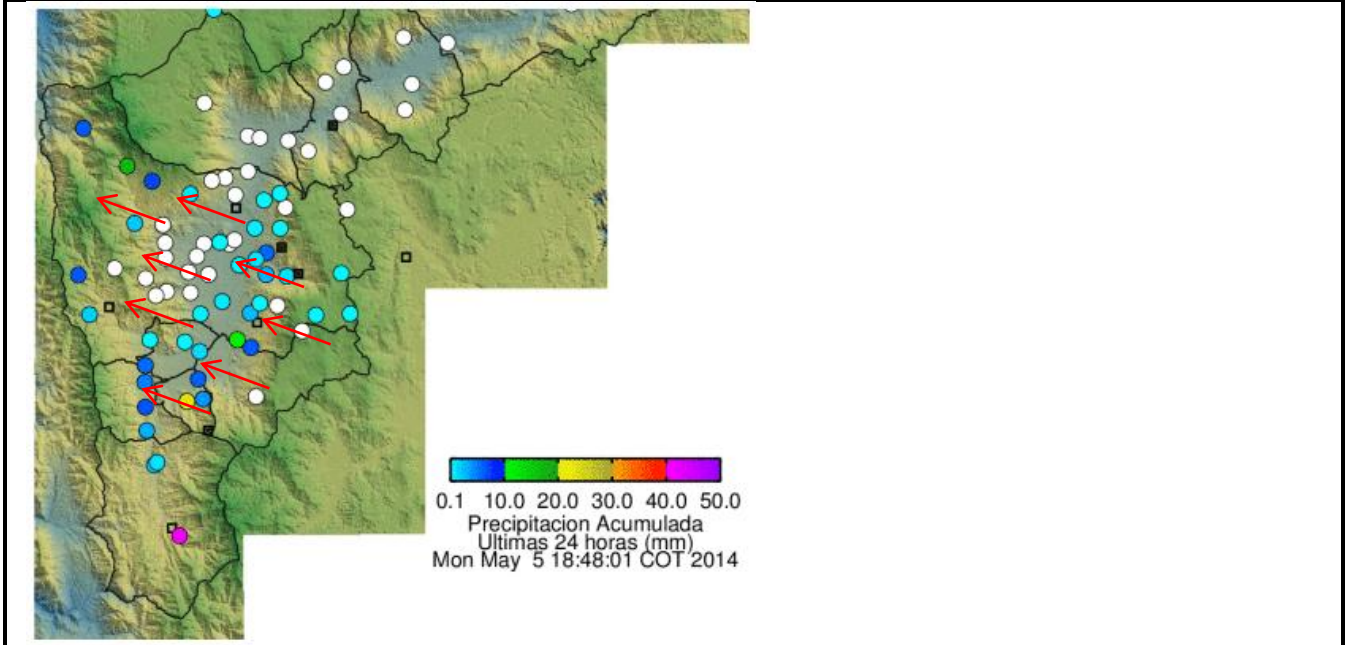 0.1 10.0 20.0 30.0 40.0 50.0
Precipitacion Acumulada
Ultimas 24 horas (mm)
Mon May 5 18:48:01 COT 2014